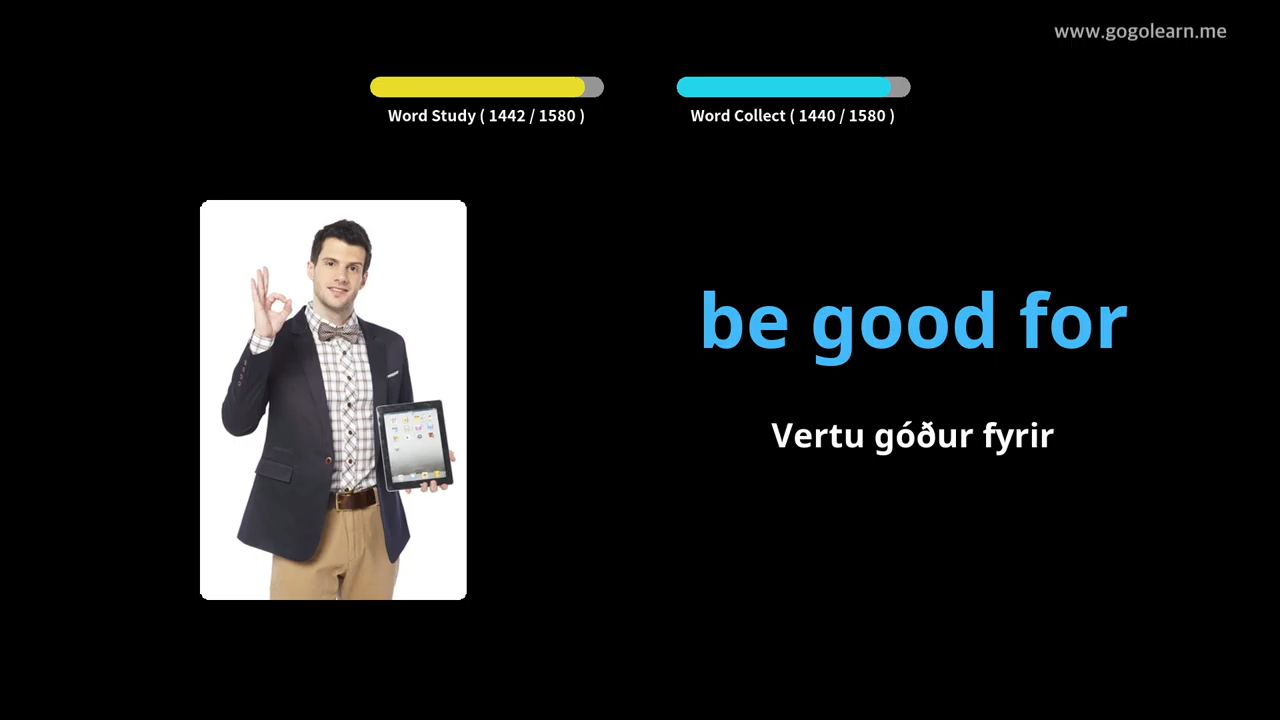 www.gogolearn.me
Word Study ( 1442 / 1580 )
Word Collect ( 1440 / 1580 )
be good for
Vertu góður fyrir